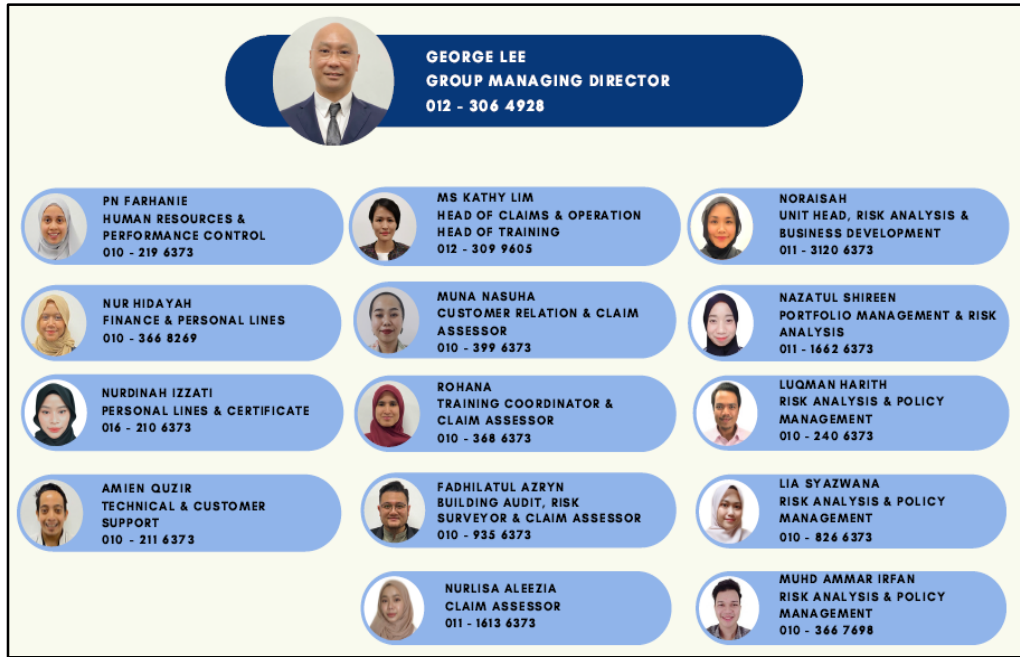 GEORGE LEE
GROUP MANAGING DIRECTOR
012 - 306 4928
PN FARHANIE
HUMAN RESOURCES &
PERFORMANCE CONTROL
010 - 219 6373
NUR HIDAYAH
FINANCE & PERSONAL LINES
010 - 366 8269
NURDINAH IZZATI
PERSONAL LINES & CERTIFICATE
016 - 210 6373
AMIEN QUZIR
TECHNICAL & CUSTOMER
SUPPORT
010 - 211 6373
MS KATHY LIM
HEAD OF CLAIMS & OPERATION
HEAD OF TRAINING
012 - 309 9605
MUNA NASUHA
CUSTOMER RELATION & CLAIM
ASSESSOR
010 - 399 6373
ROHANA
TRAINING COORDINATOR &
CLAIM ASSESSOR
010 - 368 6373
FADHILATUL AZRYN
BUILDING AUDIT, RISK
SURVEYOR & CLAIM ASSESSOR
010 - 935 6373
NURLISA ALEEZIA
CLAIM ASSESSOR
011 - 1613 6373
NORAISAH
UNIT HEAD, RISK ANALYSIS &
BUSINESS DEVELOPMENT
011 - 3120 6373
NAZATUL SHIREEN
PORTFOLIO MANAGEMENT & RISK
ANALYSIS
011 - 1662 6373
LUQMAN HARITH
RISK ANALYSIS & POLICY
MANAGEMENT
010 - 240 6373
LIA SYAZWANA
RISK ANALYSIS & POLICY
MANAGEMENT
010 - 826 6373
MUHD AMMAR IRFAN
RISK ANALYSIS & POLICY
MANAGEMENT
010 - 366 7698